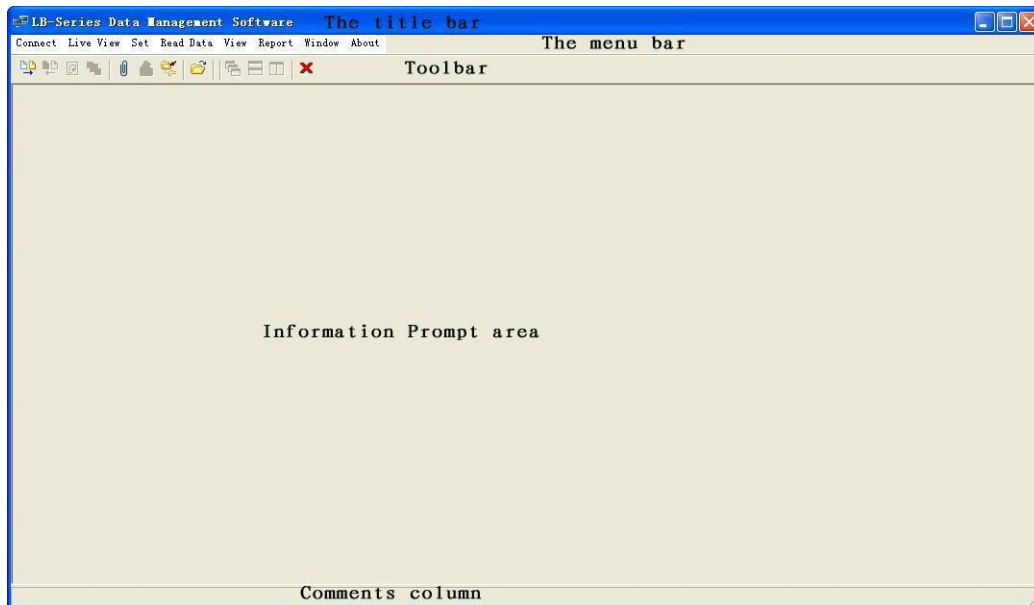 LB-Series Data Management Software The title bar
Connect Live View Set Read Data View Report Window About The menu bar
Toolbar
Information Prompt area
Comments column